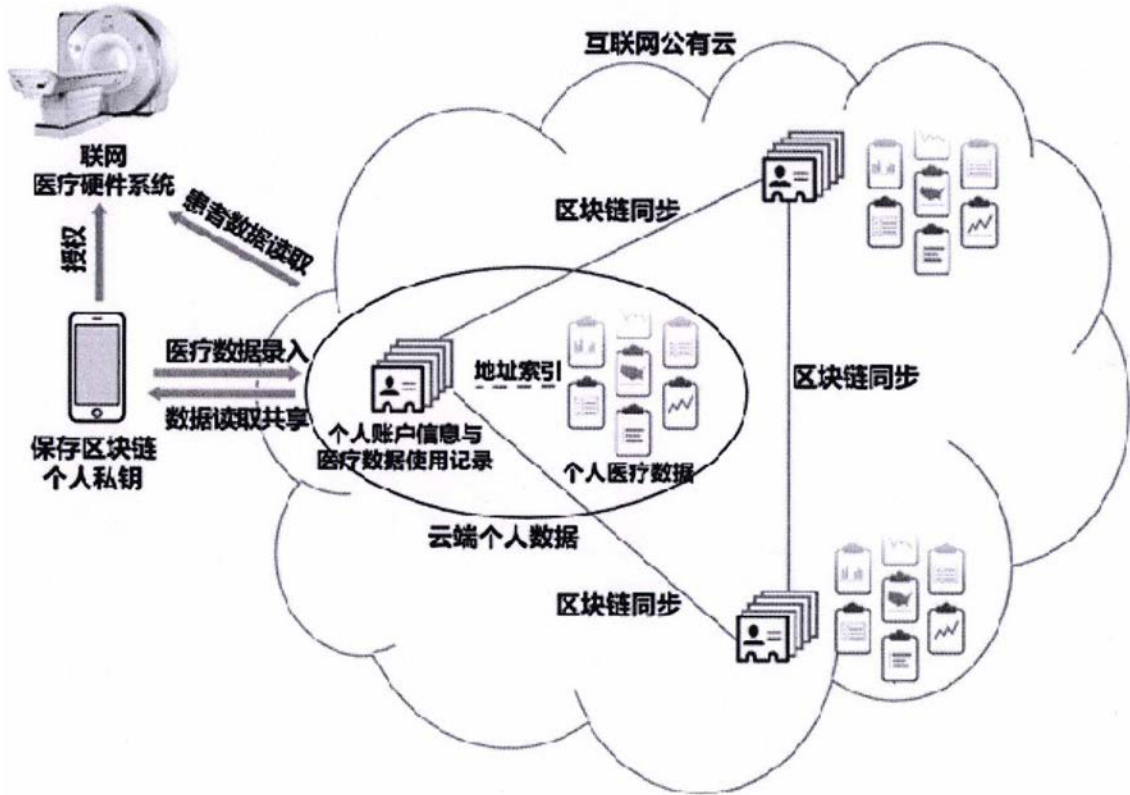 互联网公有云
联网
医疗硬件系统
患者数据读取
授权
区块链同步
医疗数据录入
数据读取共享
地址索引
区块链同步
保存区块链
个人私钥
个人账户信息与
医疗数据使用记录
个人医疗数据
云端个人数据
区块链同步